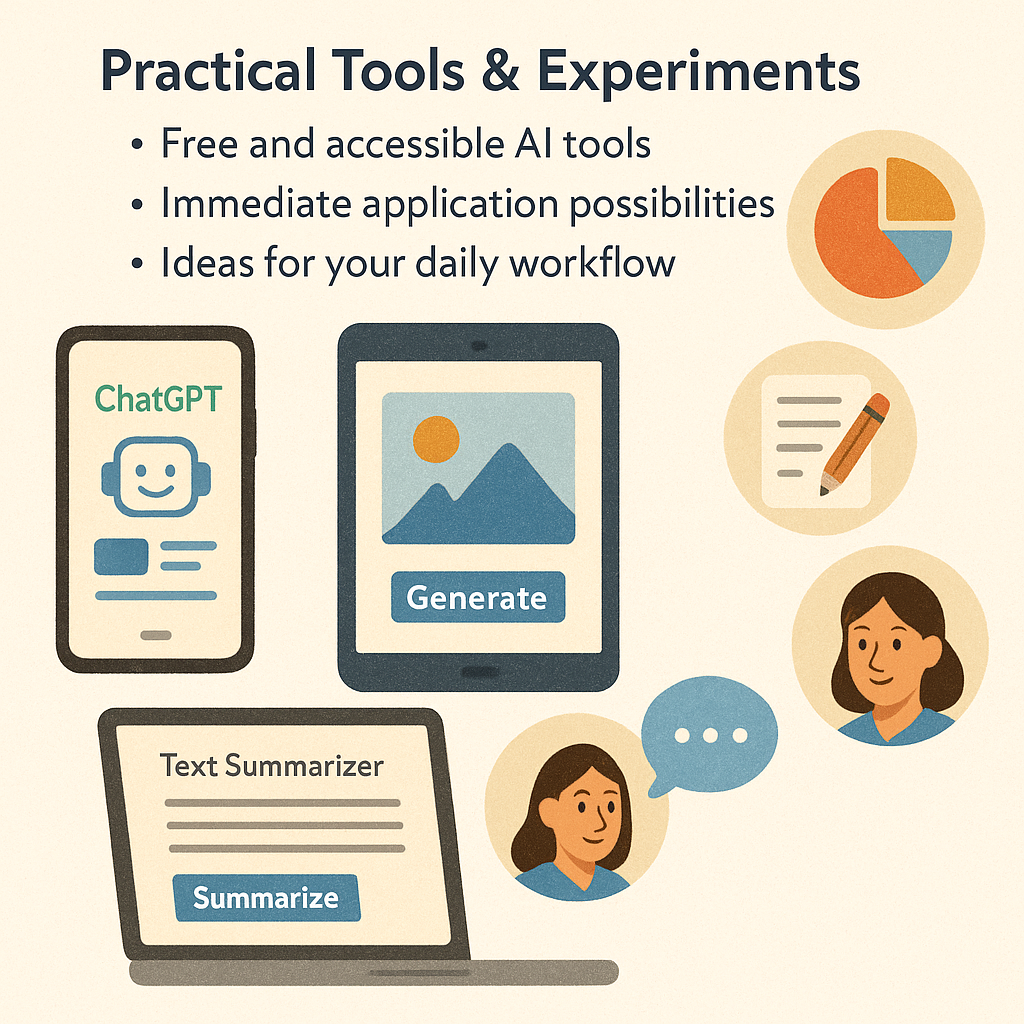 Practical Tools & Experiments
• Free and accessible AI tools
• Immediate application possibilities
• Ideas for your daily workflow
ChatGPT
Generate
Text Summarizer
Summarize